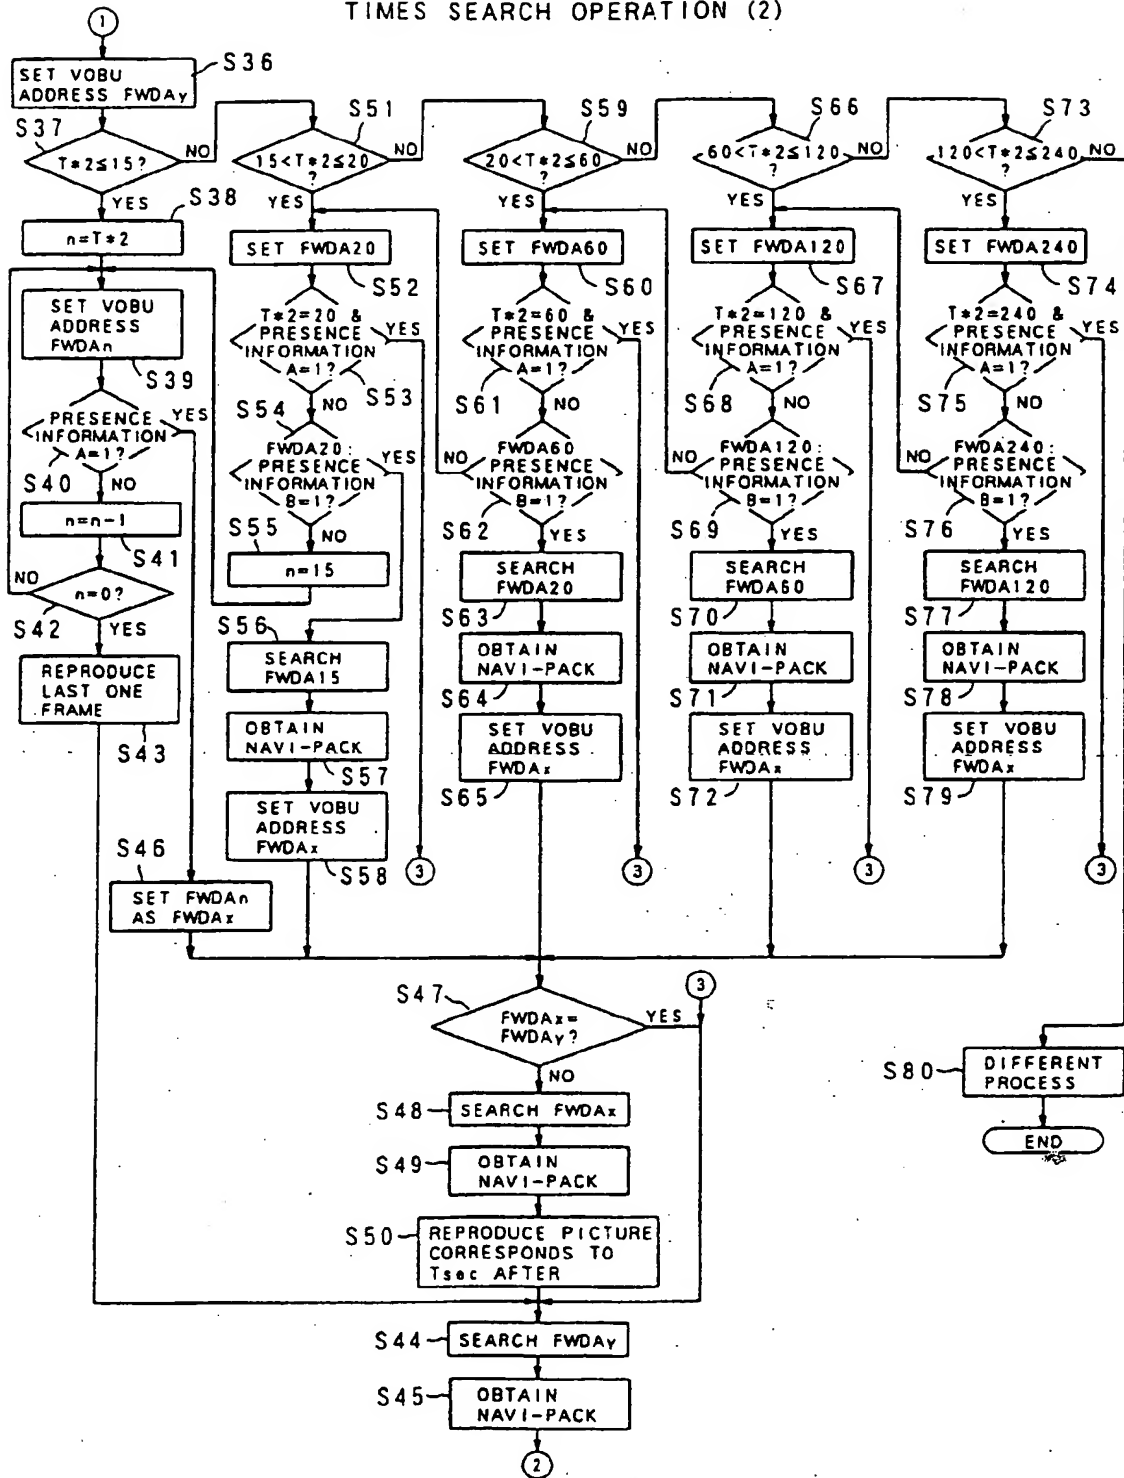 TIMES SEARCH OPERATION (2)
1
SET VOBU
ADDRESS FWDAy
S36
S37
T*2≦15?
NO
YES
S38
n=T*2
SET VOBU
ADDRESS
FWDAn
S39
PRESENCE
INFORMATION
A=1?
YES
S40
NO
n=n-1
S41
NO
n=0?
S42
YES
REPRODUCE
LAST ONE
FRAME
S43
S46
SET FWDAn
AS FWDAx
S51
15<T*2≦20
?
NO
YES
SET FWDA20
S52
T*2=20 &
PRESENCE
INFORMATION
A=1?
YES
S53
NO
S54
FWDA20:
PRESENCE
INFORMATION
B=1?
YES
S55
NO
n=15
S56
SEARCH
FWDA15
OBTAIN
NAVI-PACK
S57
SET VOBU
ADDRESS
FWDAx
S58
3
S59
20<T*2≦60
?
NO
YES
SET FWDA60
S60
T*2=60 &
PRESENCE
INFORMATION
A=1?
YES
S61
NO
FWDA60
PRESENCE
INFORMATION
B=1?
NO
S62
YES
SEARCH
FWDA20
S63
OBTAIN
NAVI-PACK
S64
SET VOBU
ADDRESS
FWDAx
S65
3
S66
60<T*2≦120
?
NO
YES
SET FWDA120
S67
T*2=120 &
PRESENCE
INFORMATION
A=1?
YES
S68
NO
FWDA120:
PRESENCE
INFORMATION
B=1?
NO
S69
YES
SEARCH
FWDA60
S70
OBTAIN
NAVI-PACK
S71
SET VOBU
ADDRESS
FWDAx
S72
3
S73
120<T*2≦240
?
NO
YES
SET FWDA240
S74
T*2=240 &
PRESENCE
INFORMATION
A=1?
YES
S75
NO
FWDA240:
PRESENCE
INFORMATION
B=1?
NO
S76
YES
SEARCH
FWDA120
S77
OBTAIN
NAVI-PACK
S78
SET VOBU
ADDRESS
FWDAx
S79
3
S47
FWDAx=
FWDAy?
YES
3
NO
S48
SEARCH FWDAx
S49
OBTAIN
NAVI-PACK
S50
REPRODUCE PICTURE
CORRESPONDS TO
Tsec AFTER
S44
SEARCH FWDAy
S45
OBTAIN
NAVI-PACK
2
S80
DIFFERENT
PROCESS
END